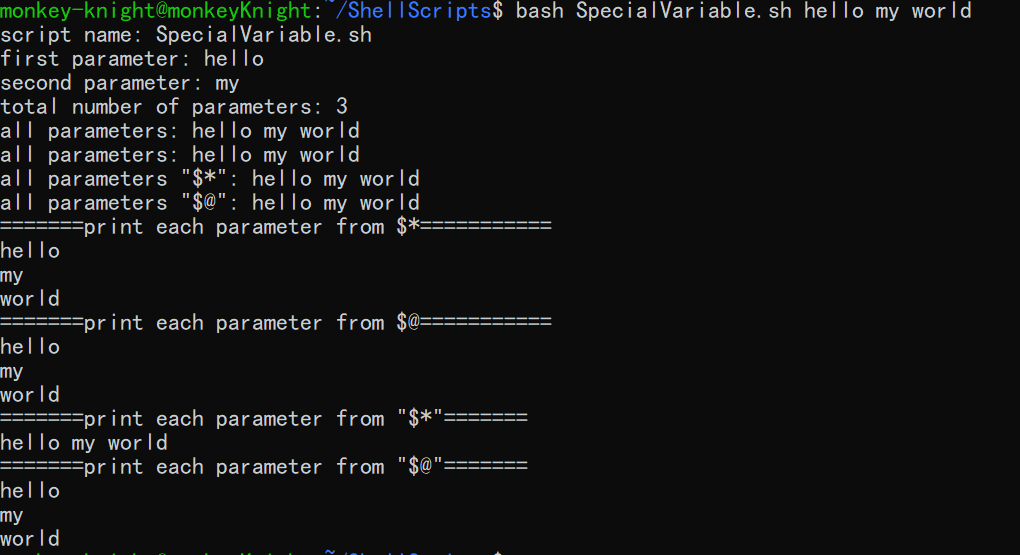 monkey-knight@monkeyKnight:~/ShellScripts$ bash SpecialVariable.sh hello my world
script name: SpecialVariable.sh
first parameter: hello
second parameter: my
total number of parameters: 3
all parameters: hello my world
all parameters: hello my world
all parameters "$*": hello my world
all parameters "$@": hello my world
=======print each parameter from $*===========
hello
my
world
=======print each parameter from $@===========
hello
my
world
=======print each parameter from "$*"=======
hello my world
=======print each parameter from "$@"=======
hello
my
world